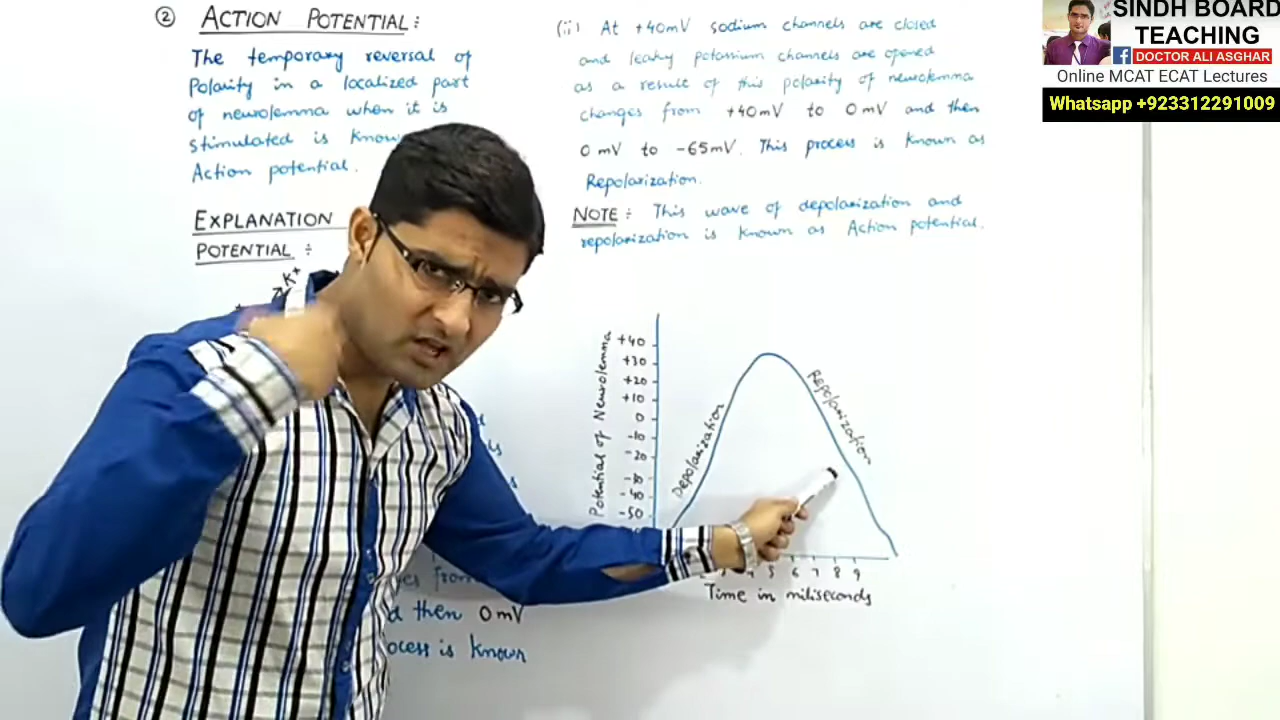 ② ACTION POTENTIAL:
The temporary reversal of
Polarity in a localized part
of neurolemma when it is
stimulated is
Action potential.
EXPLANATION
POTENTIAL :
K+
(ii) At +40mV sodium channels are closed
and leaky potassium channels are opened
as a result of this polarity of neurolemma
changes from +40mV to 0mV and then
0mV to -65mV. This process is known as
Repolarization.
NOTE: This wave of depolarization and
repolarization is known as Action potential.
Potential of Neurolemma
+40
+30
+20
+10
0
-10
-20
-30
-40
-50
Depolarization
Repolarization
5 6 7 8 9
Time in miliseconds
from
then 0mV
is known
SINDH BOARD
TEACHING
f DOCTOR ALI ASGHAR
Online MCAT ECAT Lectures
Whatsapp +923312291009